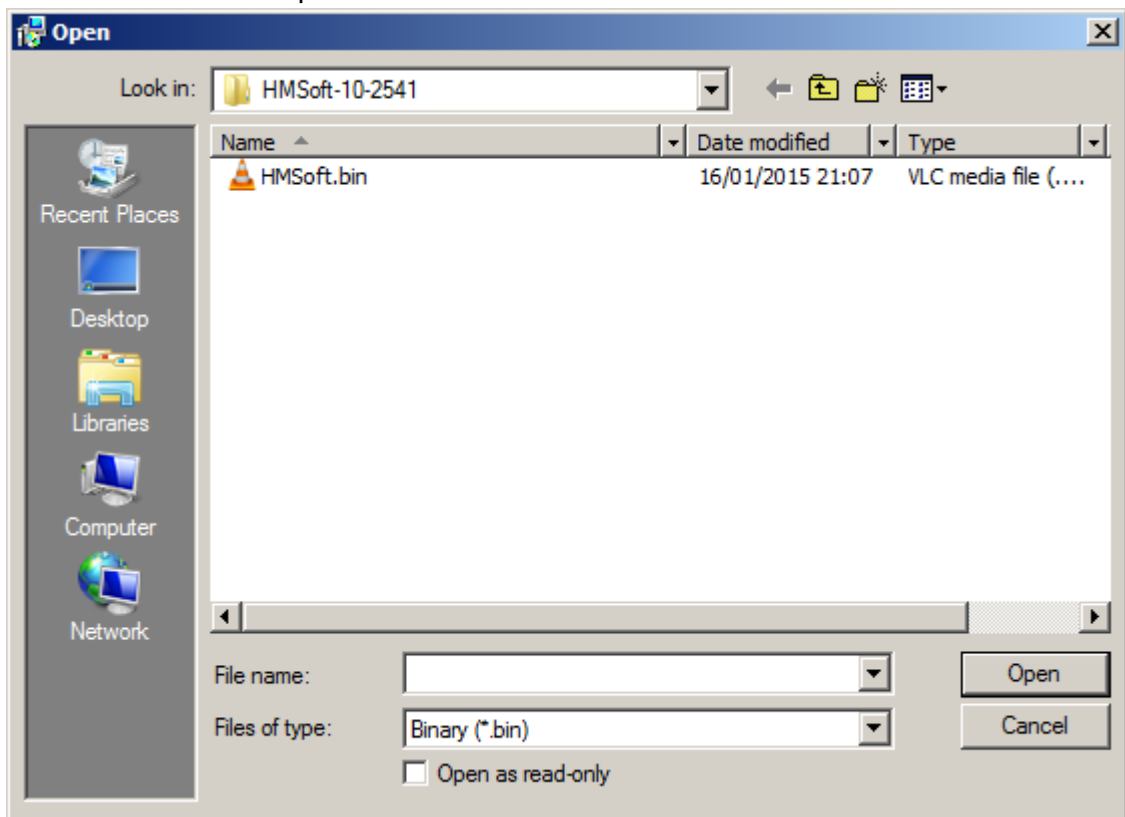 Open
Look in: HMSoft-10-2541
Name Date modified Type
HMSoft.bin 16/01/2015 21:07 VLC media file (....
Recent Places
Desktop
Libraries
Computer
Network
File name: Open
Files of type: Binary (*.bin) Cancel
Open as read-only